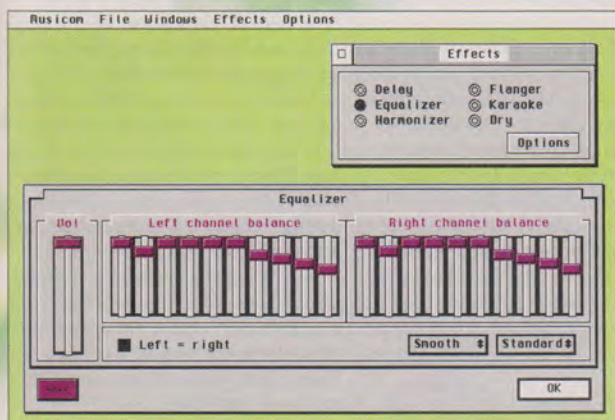 Musicom File Windows Effects Options
Effects
Delay Flanger
Equalizer Karaoke
Harmonizer Dry
Options
Equalizer
Vol Left channel balance Right channel balance
Left = right Smooth Standard
OK